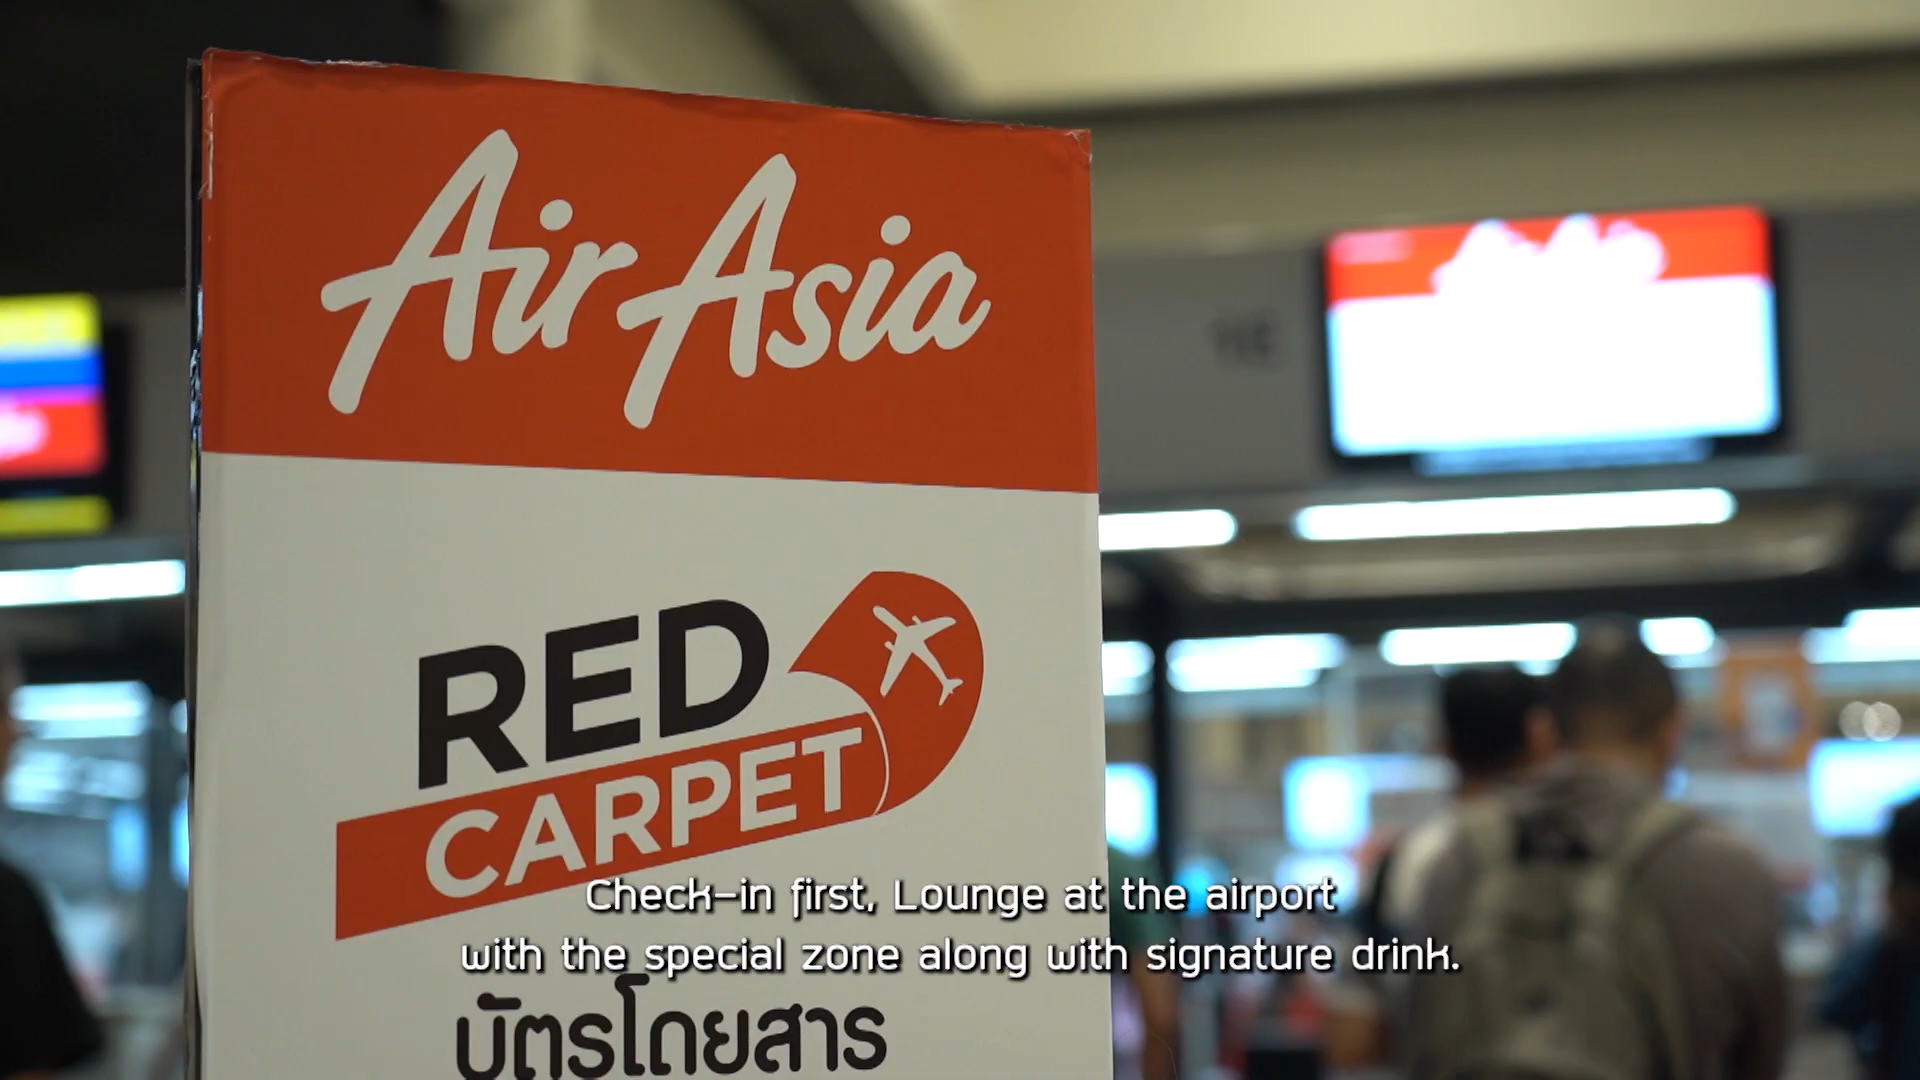 AirAsia
RED
CARPET
Check-in first, Lounge at the airport
with the special zone along with signature drink.
บัตรโดยสาร